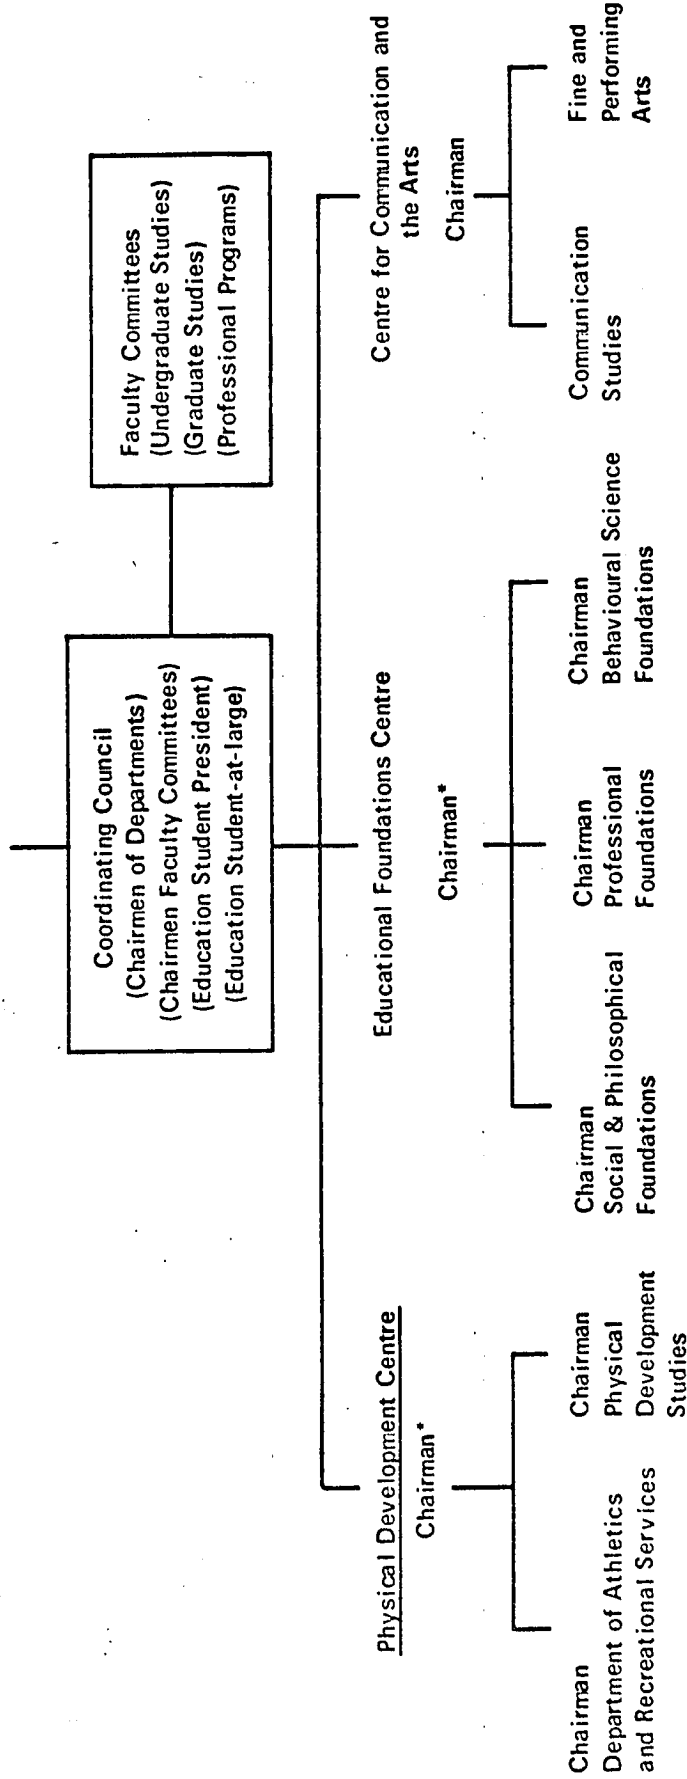 Coordinating Council
(Chairmen of Departments)
(Chairmen Faculty Committees)
(Education Student President)
(Education Student-at-large)
Faculty Committees
(Undergraduate Studies)
(Graduate Studies)
(Professional Programs)
Physical Development Centre
Chairman*
Educational Foundations Centre
Chairman*
Centre for Communication and
the Arts
Chairman
Chairman
Department of Athletics
and Recreational Services
Chairman
Physical
Development
Studies
Chairman
Social & Philosophical
Foundations
Chairman
Professional
Foundations
Chairman
Behavioural Science
Foundations
Communication
Studies
Fine and
Performing
Arts